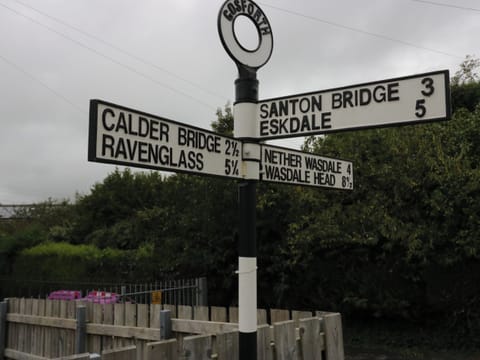 GOSFORTH
CALDER BRIDGE 2½
RAVENGLASS 5¼
SANTON BRIDGE 3
ESKDALE 5
NETHER WASDALE 4
WASDALE HEAD 8½